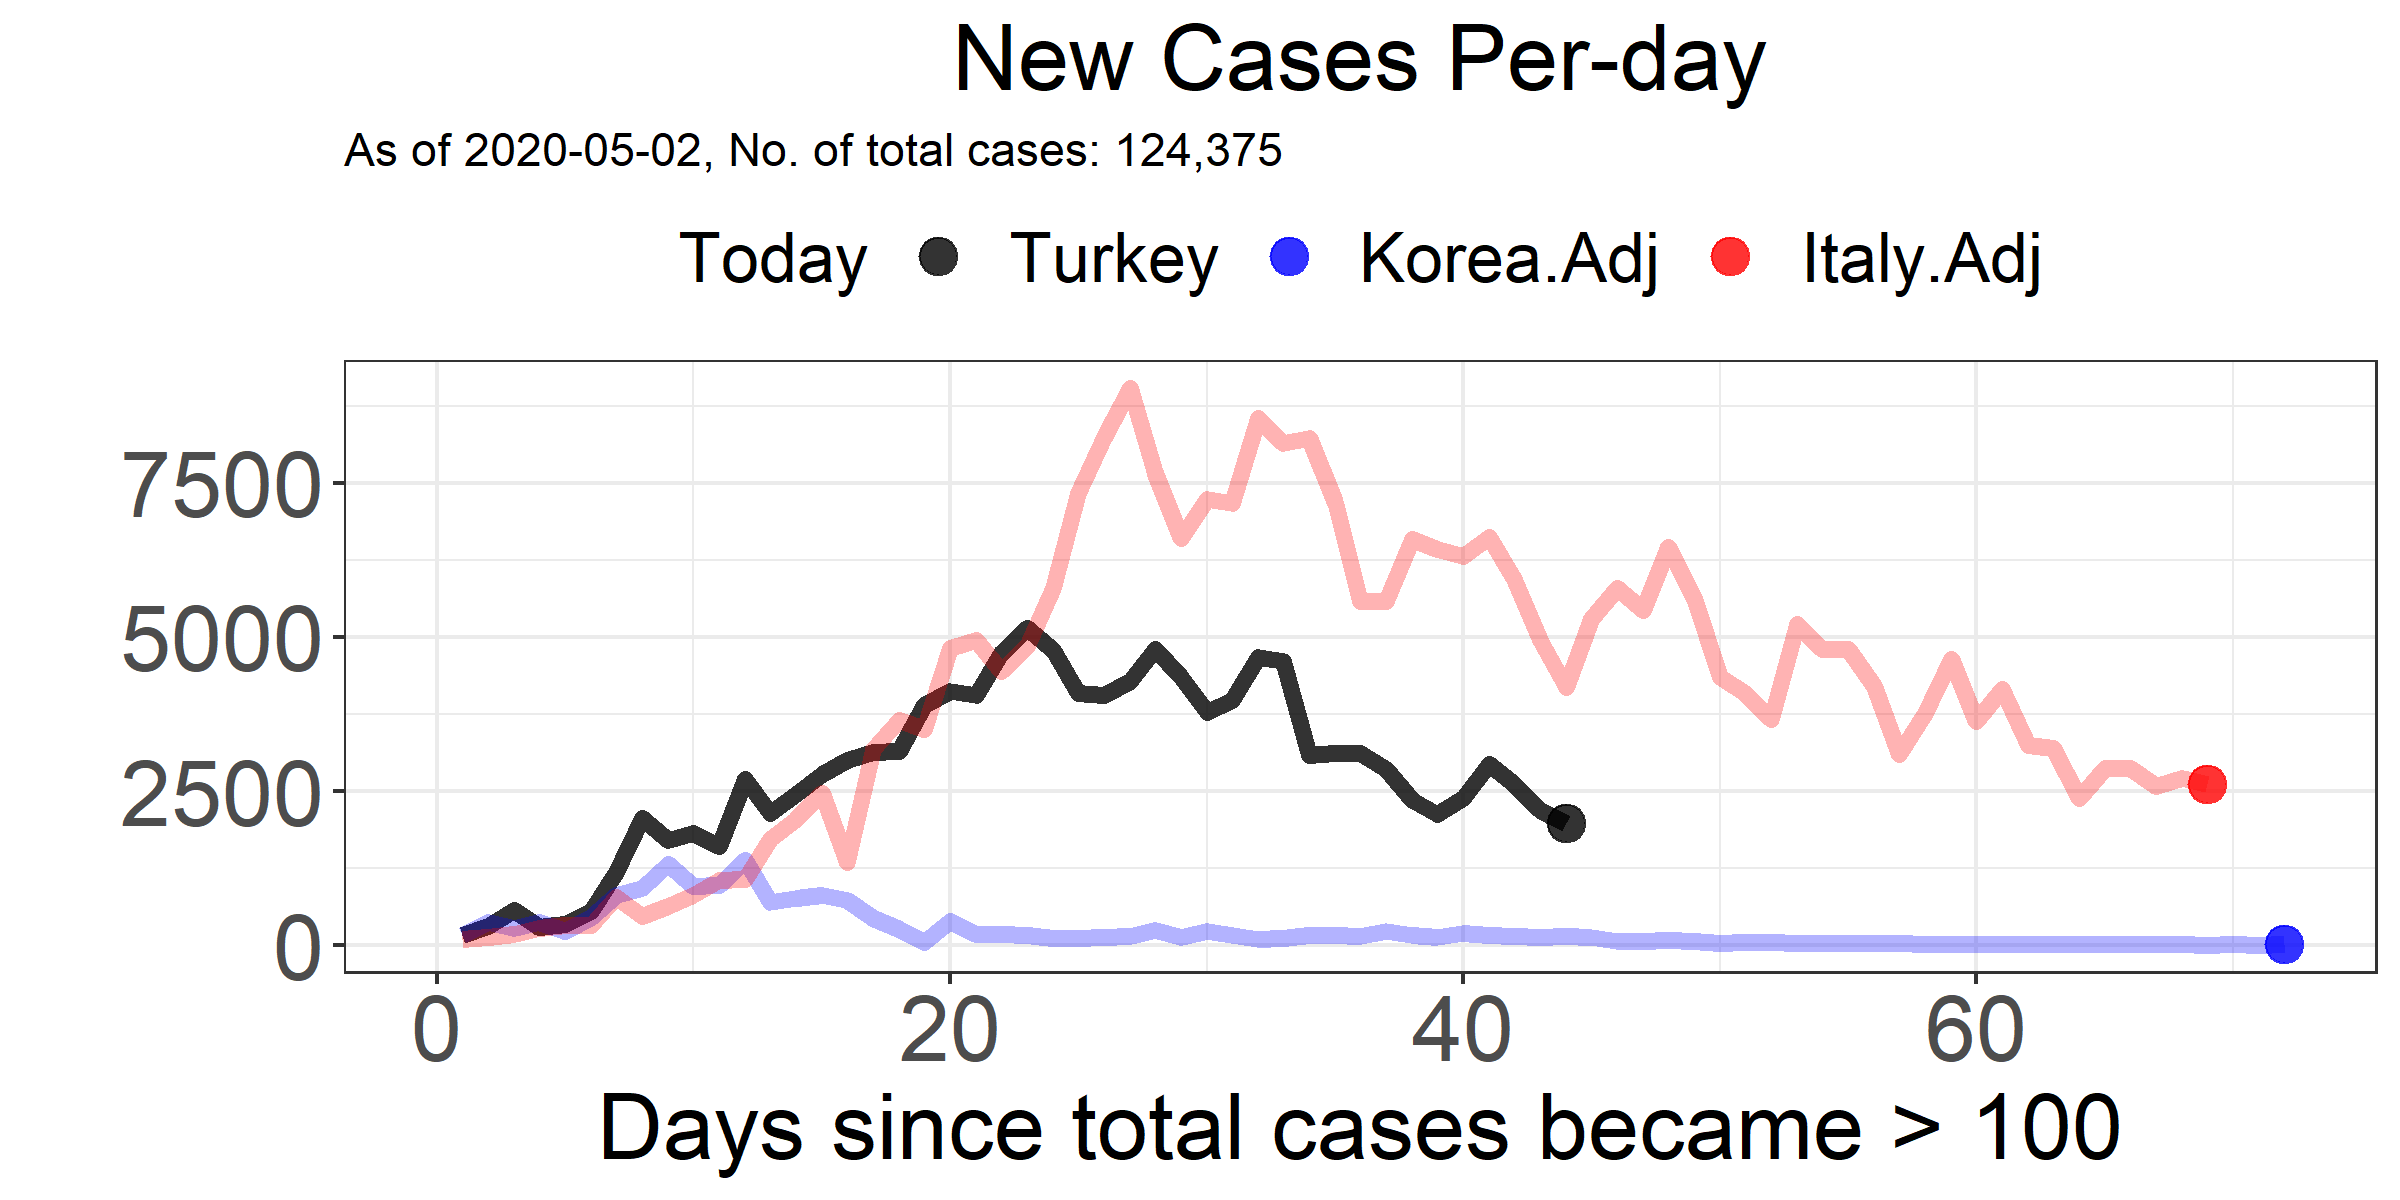 New Cases Per-day
As of 2020-05-02, No. of total cases: 124,375
Today Turkey Korea.Adj Italy.Adj
7500
5000
2500
0
0 20 40 60
Days since total cases became > 100